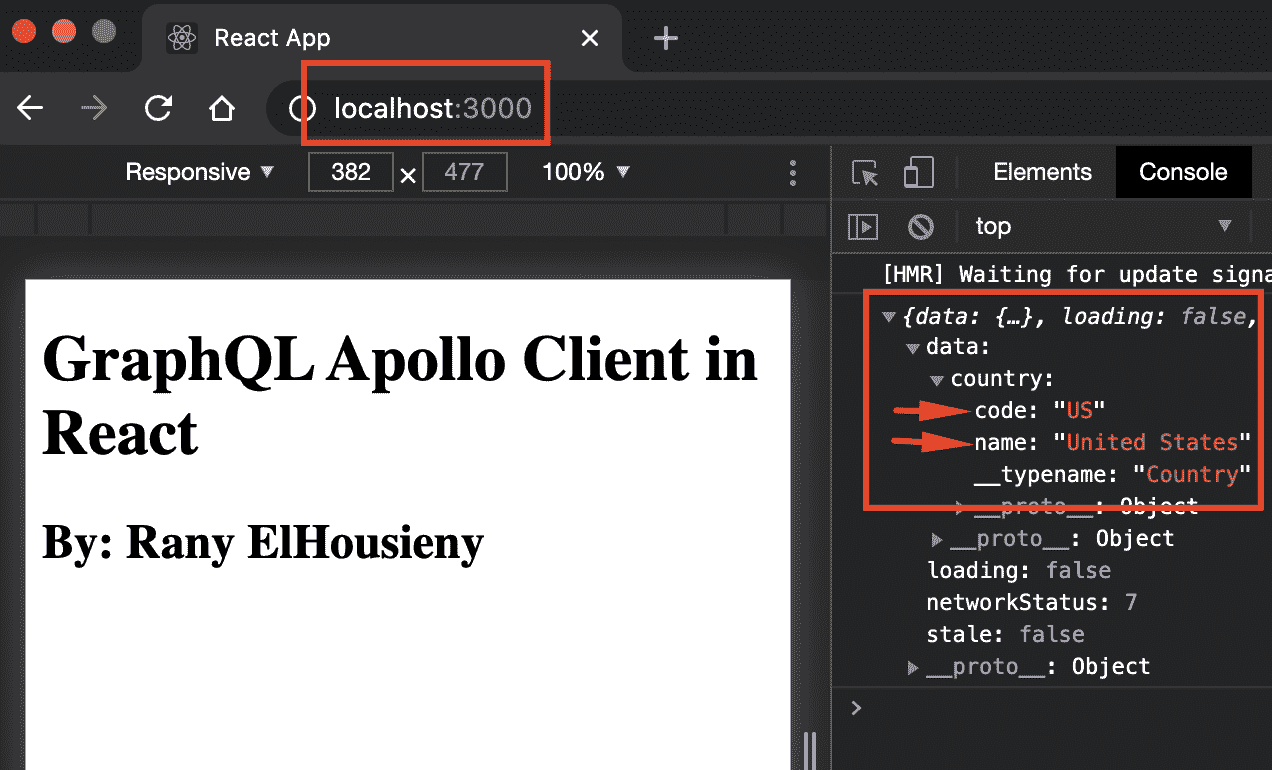 React App
localhost:3000
Responsive ▼ 382 × 477 100% ▼
Elements Console
top ▼
[HMR] Waiting for update signa
▼ {data: {…}, loading: false,
▼ data:
▼ country:
code: "US"
name: "United States"
__typename: "Country"
▶ __proto__: Object
▶ __proto__: Object
loading: false
networkStatus: 7
stale: false
▶ __proto__: Object
>
GraphQL Apollo Client in
React
By: Rany ElHousieny